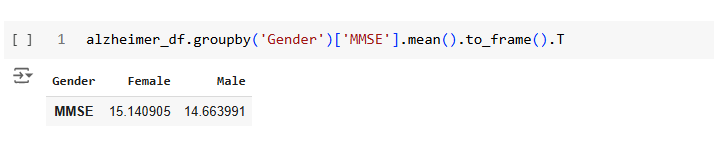 [ ] 1 alzheimer_df.groupby('Gender')['MMSE'].mean().to_frame().T
Gender Female Male
MMSE 15.140905 14.663991